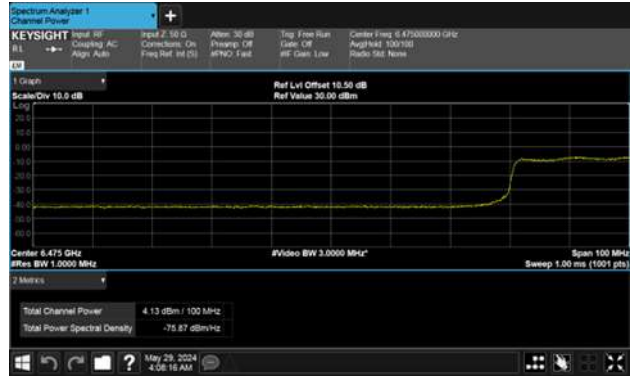 Spectrum Analyzer 1
Channel Power
+
KEYSIGHT Input: RF Input Z: 50 Ω Atten: 30 dB Trig: Free Run Center Freq: 6.475000000 GHz
R L Coupling: AC Corrections: On Preamp: Off Gate: Off Avg|Hold: 100/100
Align: Auto Freq Ref: Int (S) #PNO: Fast #IF Gain: Low Radio Std: None
1 Graph
Ref Lvl Offset 10.50 dB
Scale/Div 10.0 dB Ref Value 30.00 dBm
Log
20.0
10.0
0.00
-10.0
-20.0
-30.0
-40.0
-50.0
-60.0
Center 6.475 GHz #Video BW 3.0000 MHz* Span 100 MHz
#Res BW 1.0000 MHz Sweep 1.00 ms (1001 pts)
2 Metrics
Total Channel Power 4.13 dBm / 100 MHz
Total Power Spectral Density -75.87 dBm/Hz
?
May 29, 2024
4:08:16 AM